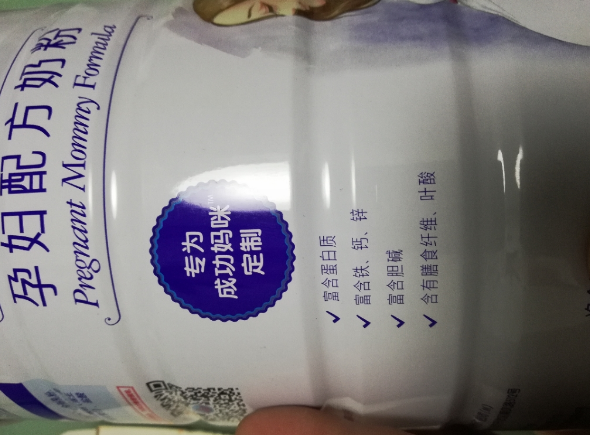 孕妇配方奶粉
Pregnant Mommy Formula
专为
成功妈咪
定制
✓ 富含蛋白质
✓ 富含铁、钙、锌
✓ 富含胆碱
✓ 含有膳食纤维、叶酸